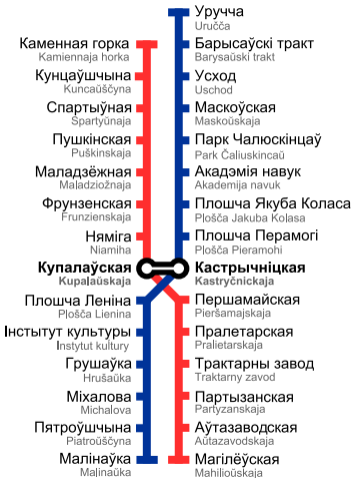 Каменная горка
Kamiennaja horka
Кунцаўшчына
Kuncaŭščyna
Спартыўная
Spartyŭnaja
Пушкінская
Puškinskaja
Маладзёжная
Maladziožnaja
Фрунзенская
Frunzienskaja
Няміга
Niamiha
Купалаўская
Kupalaŭskaja
Плошча Леніна
Plošča Lienina
Інстытут культуры
Instytut kultury
Грушаўка
Hrušaŭka
Міхалова
Michalova
Пятроўшчына
Piatroŭščyna
Малінаўка
Malinaŭka
Уручча
Uručča
Барысаўскі тракт
Barysaŭski trakt
Усход
Uschod
Маскоўская
Maskoŭskaja
Парк Чалюскінцаў
Park Čaliuskincaŭ
Акадэмія навук
Akademija navuk
Плошча Якуба Коласа
Plošča Jakuba Kolasa
Плошча Перамогі
Plošča Pieramohi
Кастрычніцкая
Kastryčnickaja
Першамайская
Pieršamajskaja
Пралетарская
Pralietarskaja
Трактарны завод
Traktarny zavod
Партызанская
Partyzanskaja
Аўтазаводская
Aŭtazavodskaja
Магілёўская
Mahilioŭskaja